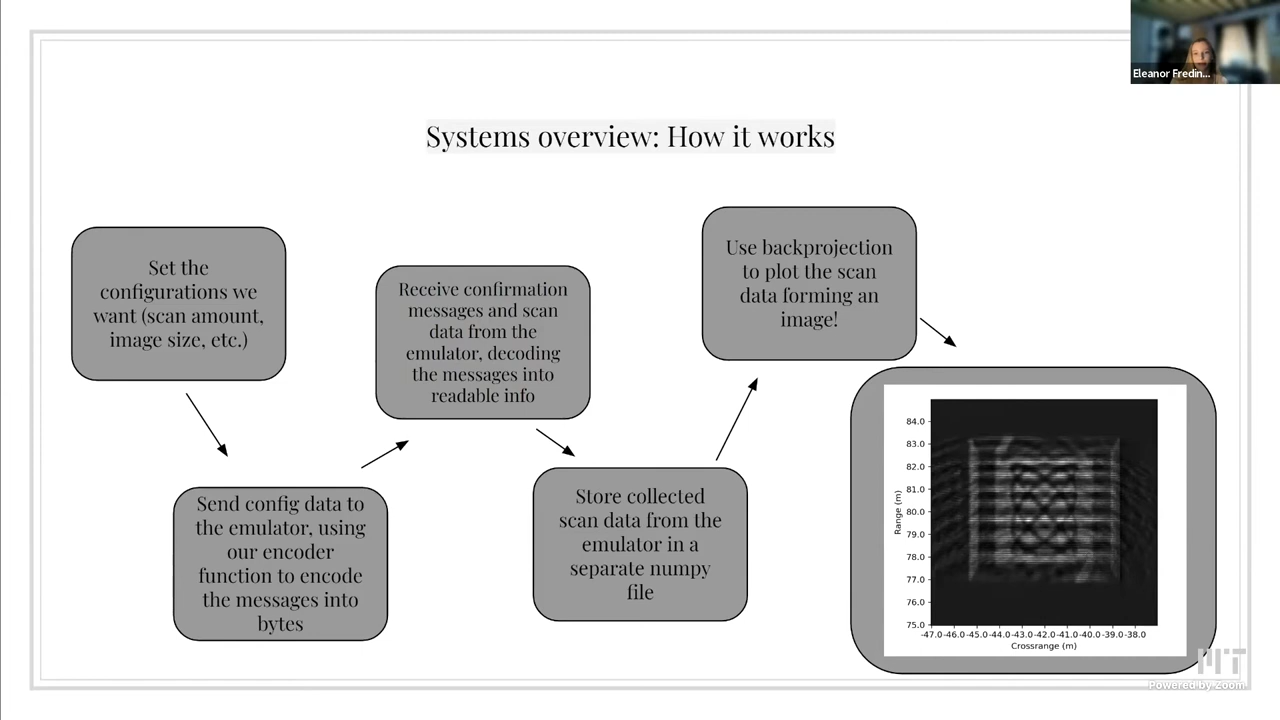 Eleanor Fredin...
Systems overview: How it works
Set the
configurations we
want (scan amount,
image size, etc.)
Send config data to
the emulator, using
our encoder
function to encode
the messages into
bytes
Receive confirmation
messages and scan
data from the
emulator, decoding
the messages into
readable info
Store collected
scan data from the
emulator in a
separate numpy
file
Use backprojection
to plot the scan
data forming an
image!
84.0
83.0
82.0
81.0
80.0
79.0
78.0
77.0
76.0
75.0
Range (m)
-47.0-46.0-45.0-44.0-43.0-42.0-41.0-40.0-39.0-38.0
Crossrange (m)
MIT
Powered by Zoom